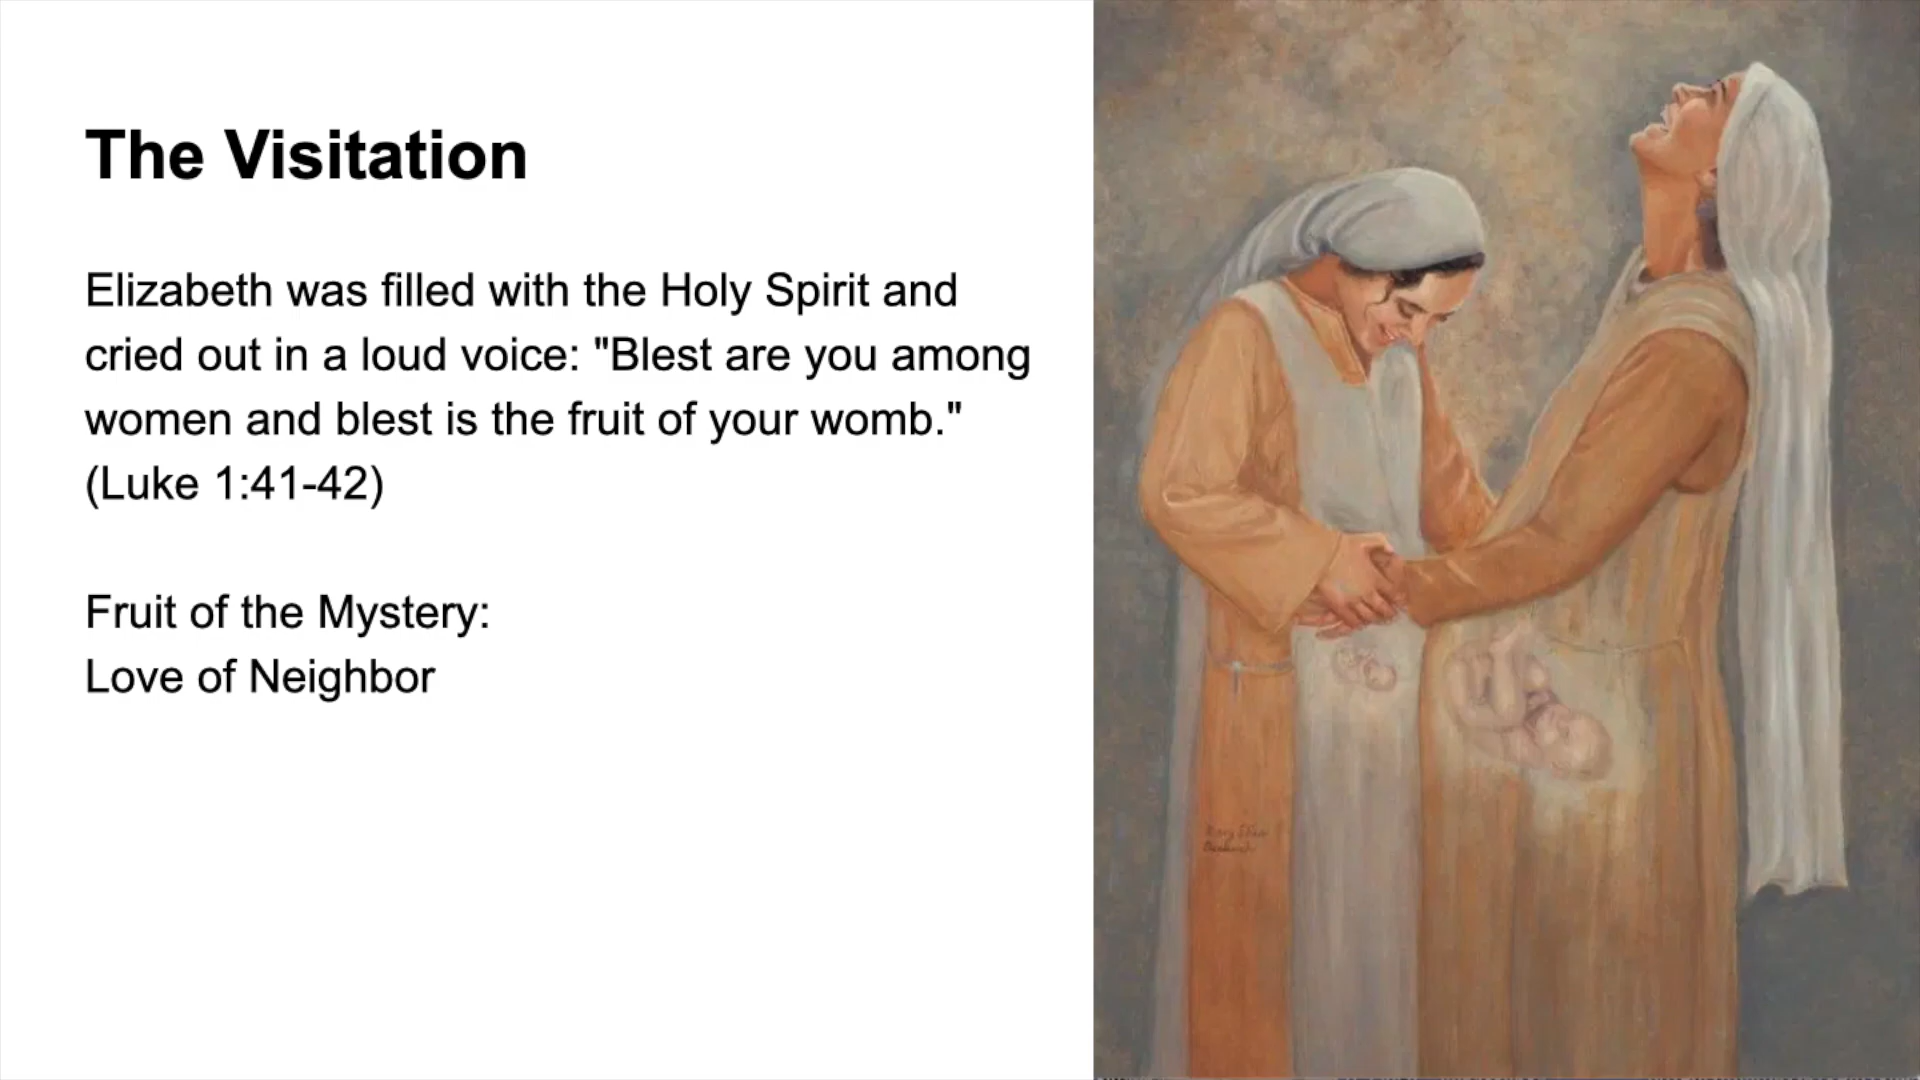 The Visitation
Elizabeth was filled with the Holy Spirit and
cried out in a loud voice: "Blest are you among
women and blest is the fruit of your womb."
(Luke 1:41-42)
Fruit of the Mystery:
Love of Neighbor